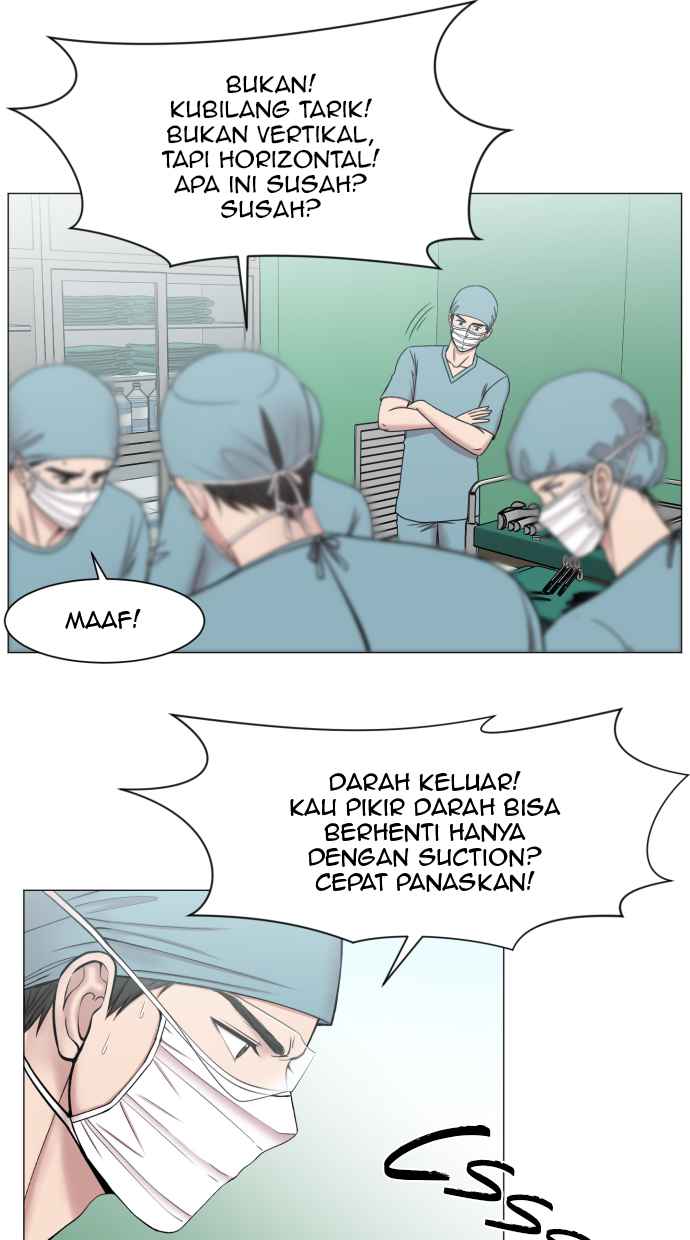 BUKAN!
KUBILANG TARIK!
BUKAN VERTIKAL,
TAPI HORIZONTAL!
APA INI SUSAH?
SUSAH?
MAAF!
DARAH KELUAR!
KAU PIKIR DARAH BISA
BERHENTI HANYA
DENGAN SUCTION?
CEPAT PANASKAN!
CSSS